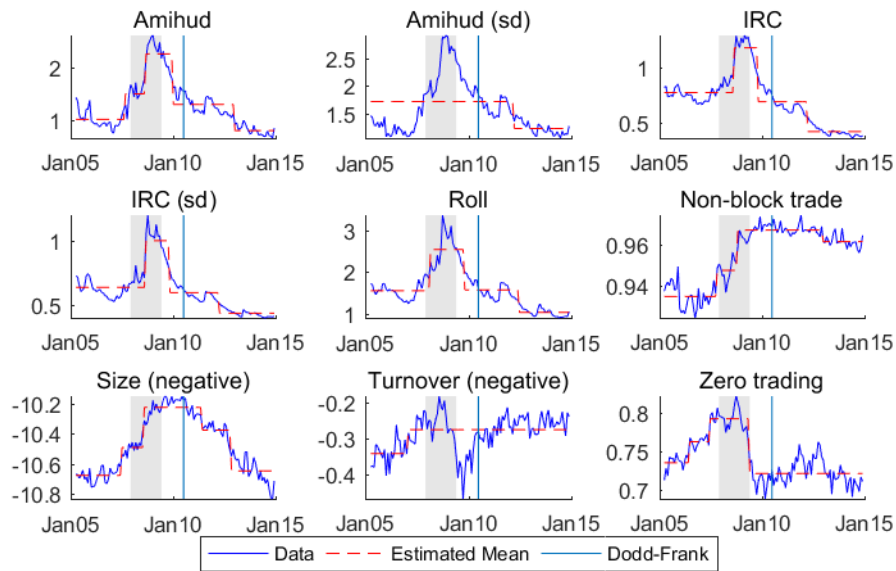 Amihud
Amihud (sd)
IRC
2
1
Jan05 Jan10 Jan15
2.5
2
1.5
Jan05 Jan10 Jan15
1
0.5
Jan05 Jan10 Jan15
IRC (sd)
Roll
Non-block trade
1
0.5
Jan05 Jan10 Jan15
3
2
1
Jan05 Jan10 Jan15
0.96
0.94
Jan05 Jan10 Jan15
Size (negative)
Turnover (negative)
Zero trading
-10.2
-10.4
-10.6
-10.8
Jan05 Jan10 Jan15
-0.2
-0.3
-0.4
Jan05 Jan10 Jan15
0.8
0.75
0.7
Jan05 Jan10 Jan15
Data Estimated Mean Dodd-Frank